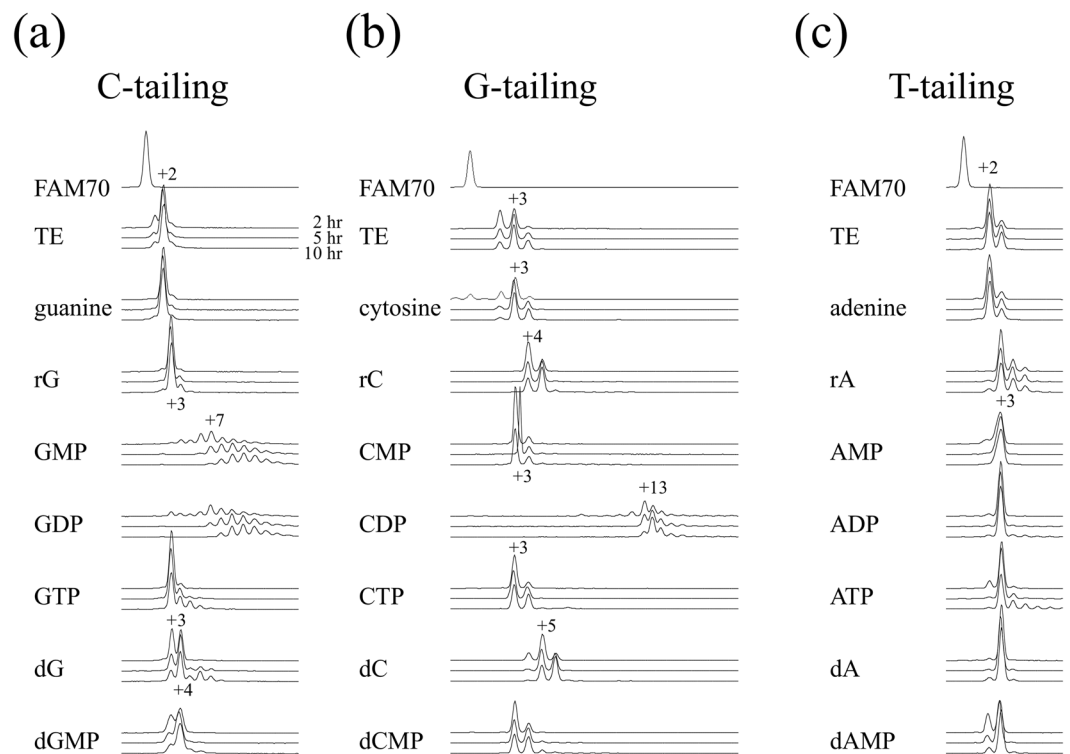 (a)
C-tailing
FAM70
+2
TE
2 hr
5 hr
10 hr
guanine
rG
+3
GMP
+7
GDP
GTP
+3
dG
+4
dGMP
(b)
G-tailing
FAM70
+3
TE
+3
cytosine
+4
rC
CMP
+3
+13
CDP
+3
CTP
+5
dC
dCMP
(c)
T-tailing
FAM70
+2
TE
adenine
rA
+3
AMP
ADP
ATP
dA
dAMP